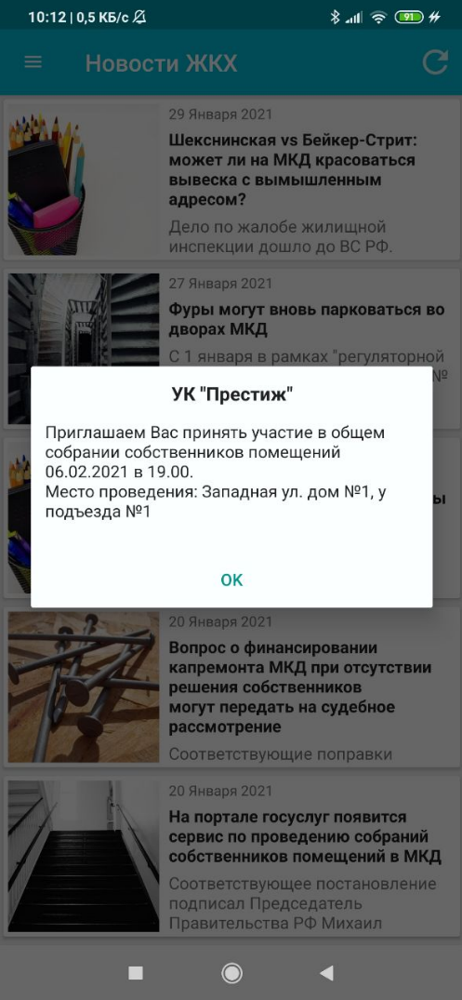 10:12 | 0,5 КБ/с
91
Новости ЖКХ
29 Января 2021
Шекснинская vs Бейкер-Стрит:
может ли на МКД красоваться
вывеска с вымышленным
адресом?
Дело по жалобе жилищной
инспекции дошло до ВС РФ.
27 Января 2021
Фуры могут вновь парковаться во
дворах МКД
С 1 января в рамках "регуляторной
№
УК "Престиж"
Приглашаем Вас принять участие в общем
собрании собственников помещений
06.02.2021 в 19.00.
Место проведения: Западная ул. дом №1, у
подъезда №1
ы
OK
20 Января 2021
Вопрос о финансировании
капремонта МКД при отсутствии
решения собственников
могут передать на судебное
рассмотрение
Соответствующие поправки
20 Января 2021
На портале госуслуг появится
сервис по проведению собраний
собственников помещений в МКД
Соответствующее постановление
подписал Председатель
Правительства РФ Михаил